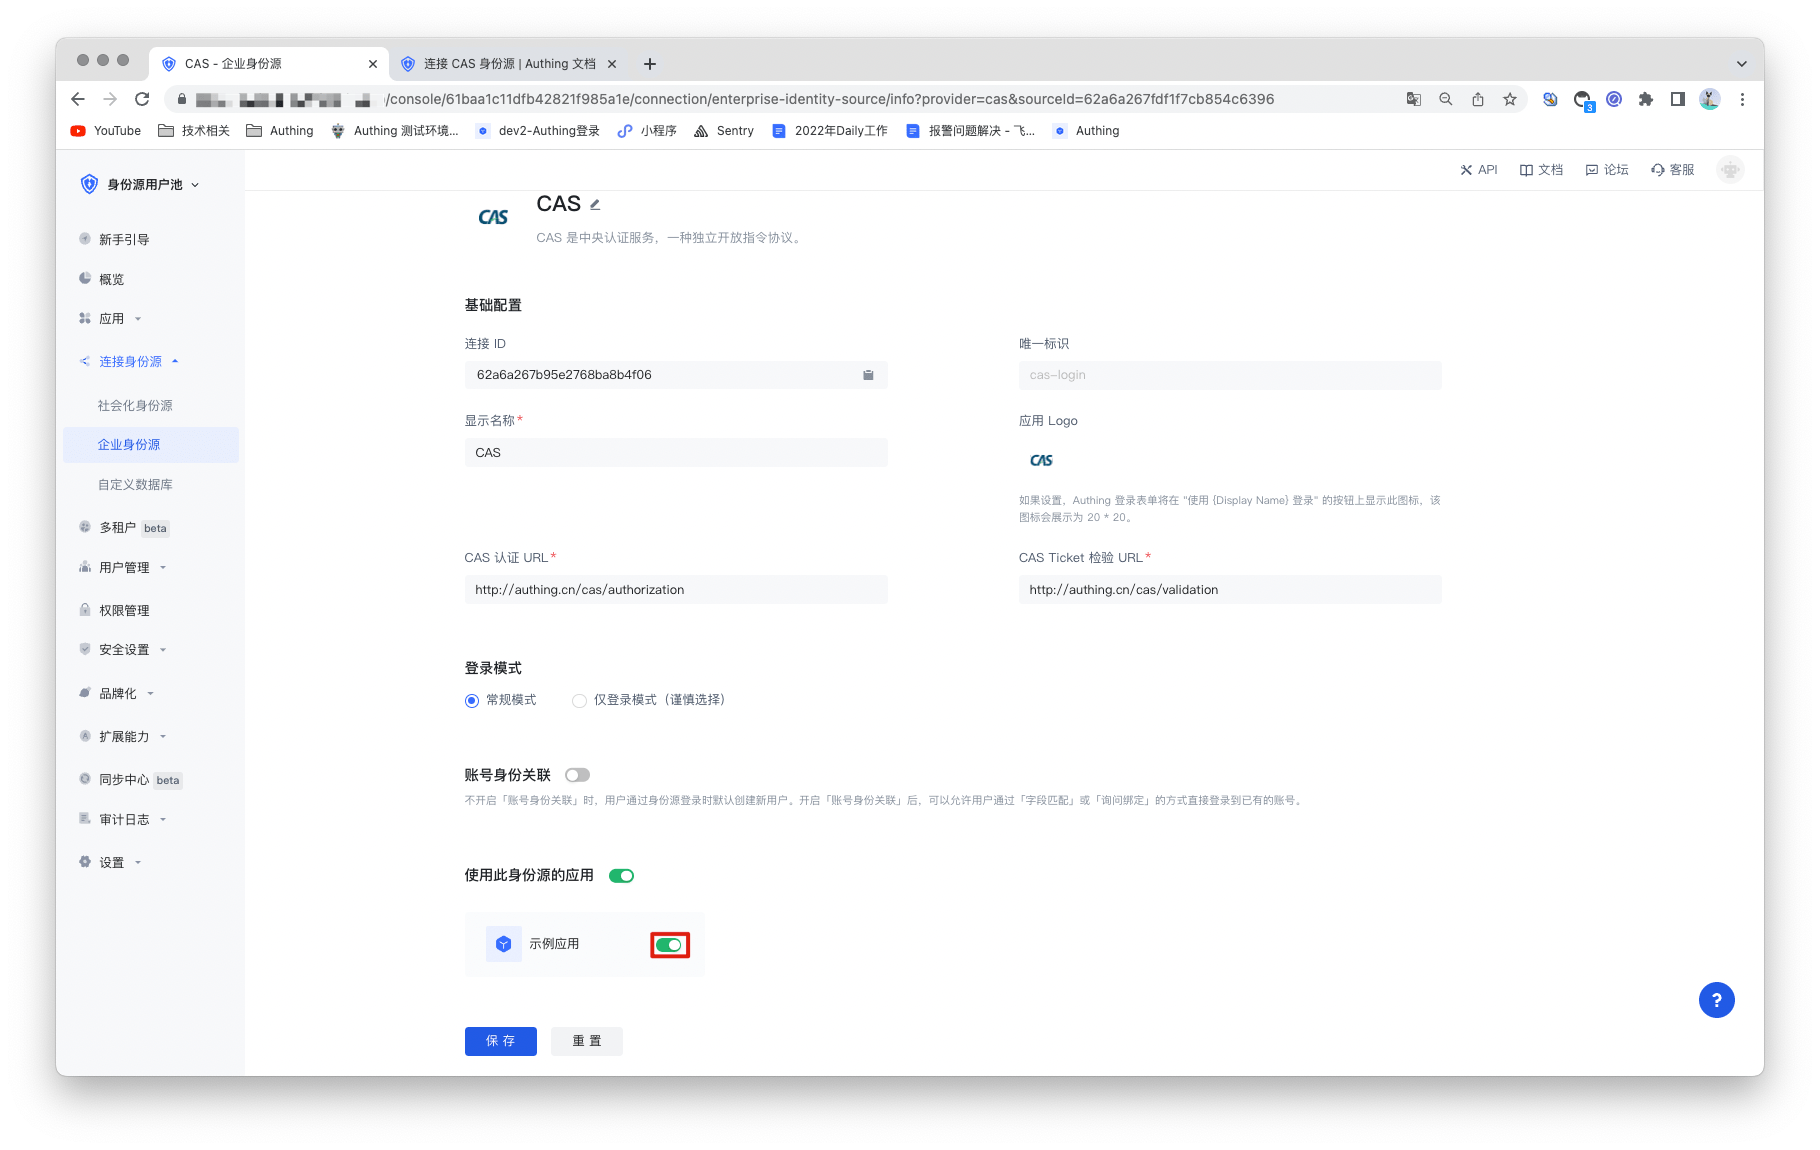 CAS - 企业身份源
连接 CAS 身份源 | Authing 文档
/console/61baa1c11dfb42821f985a1e/connection/enterprise-identity-source/info?provider=cas&sourceId=62a6a267fdf1f7cb854c6396
3
YouTube
技术相关
Authing
Authing 测试环境...
dev2-Authing登录
小程序
Sentry
2022年Daily工作
报警问题解决 - 飞...
Authing
身份源用户池
API
文档
论坛
客服
新手引导
概览
应用
连接身份源
社会化身份源
企业身份源
自定义数据库
多租户 beta
用户管理
权限管理
安全设置
品牌化
扩展能力
同步中心 beta
审计日志
设置
CAS
CAS
CAS 是中央认证服务，一种独立开放指令协议。
基础配置
连接 ID
唯一标识
62a6a267b95e2768ba8b4f06
cas-login
显示名称*
应用 Logo
CAS
CAS
如果设置，Authing 登录表单将在 "使用 {Display Name} 登录" 的按钮上显示此图标，该
图标会展示为 20 * 20。
CAS 认证 URL*
CAS Ticket 检验 URL*
http://authing.cn/cas/authorization
http://authing.cn/cas/validation
登录模式
常规模式
仅登录模式（谨慎选择）
账号身份关联
不开启「账号身份关联」时，用户通过身份源登录时默认创建新用户。开启「账号身份关联」后，可以允许用户通过「字段匹配」或「询问绑定」的方式直接登录到已有的账号。
使用此身份源的应用
示例应用
保存
重置
?